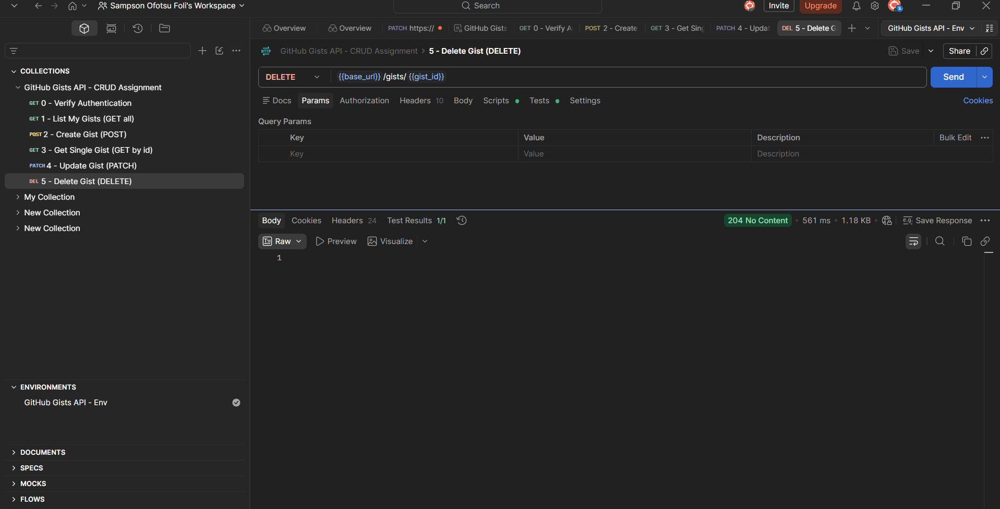 Sampson Ofotsu Foli's Workspace
Search
Invite
Upgrade
Overview
Overview
PATCH https://
GitHub Gists
GET 0 - Verify A
POST 2 - Create
GET 3 - Get Sing
PATCH 4 - Updat
DEL 5 - Delete G
GitHub Gists API - Env
COLLECTIONS
GitHub Gists API - CRUD Assignment
GET 0 - Verify Authentication
GET 1 - List My Gists (GET all)
POST 2 - Create Gist (POST)
GET 3 - Get Single Gist (GET by id)
PATCH 4 - Update Gist (PATCH)
DEL 5 - Delete Gist (DELETE)
My Collection
New Collection
New Collection
ENVIRONMENTS
GitHub Gists API - Env
DOCUMENTS
SPECS
MOCKS
FLOWS
HTTP GitHub Gists API - CRUD Assignment > 5 - Delete Gist (DELETE)
Save
Share
DELETE
{{base_url}} /gists/ {{gist_id}}
Send
Docs Params Authorization Headers 10 Body Scripts Tests Settings
Cookies
Query Params
Key Value Description Bulk Edit
Key Value Description
Body Cookies Headers 24 Test Results 1/1
204 No Content • 561 ms • 1.18 KB •
e.g. Save Response
Raw Preview Visualize
1